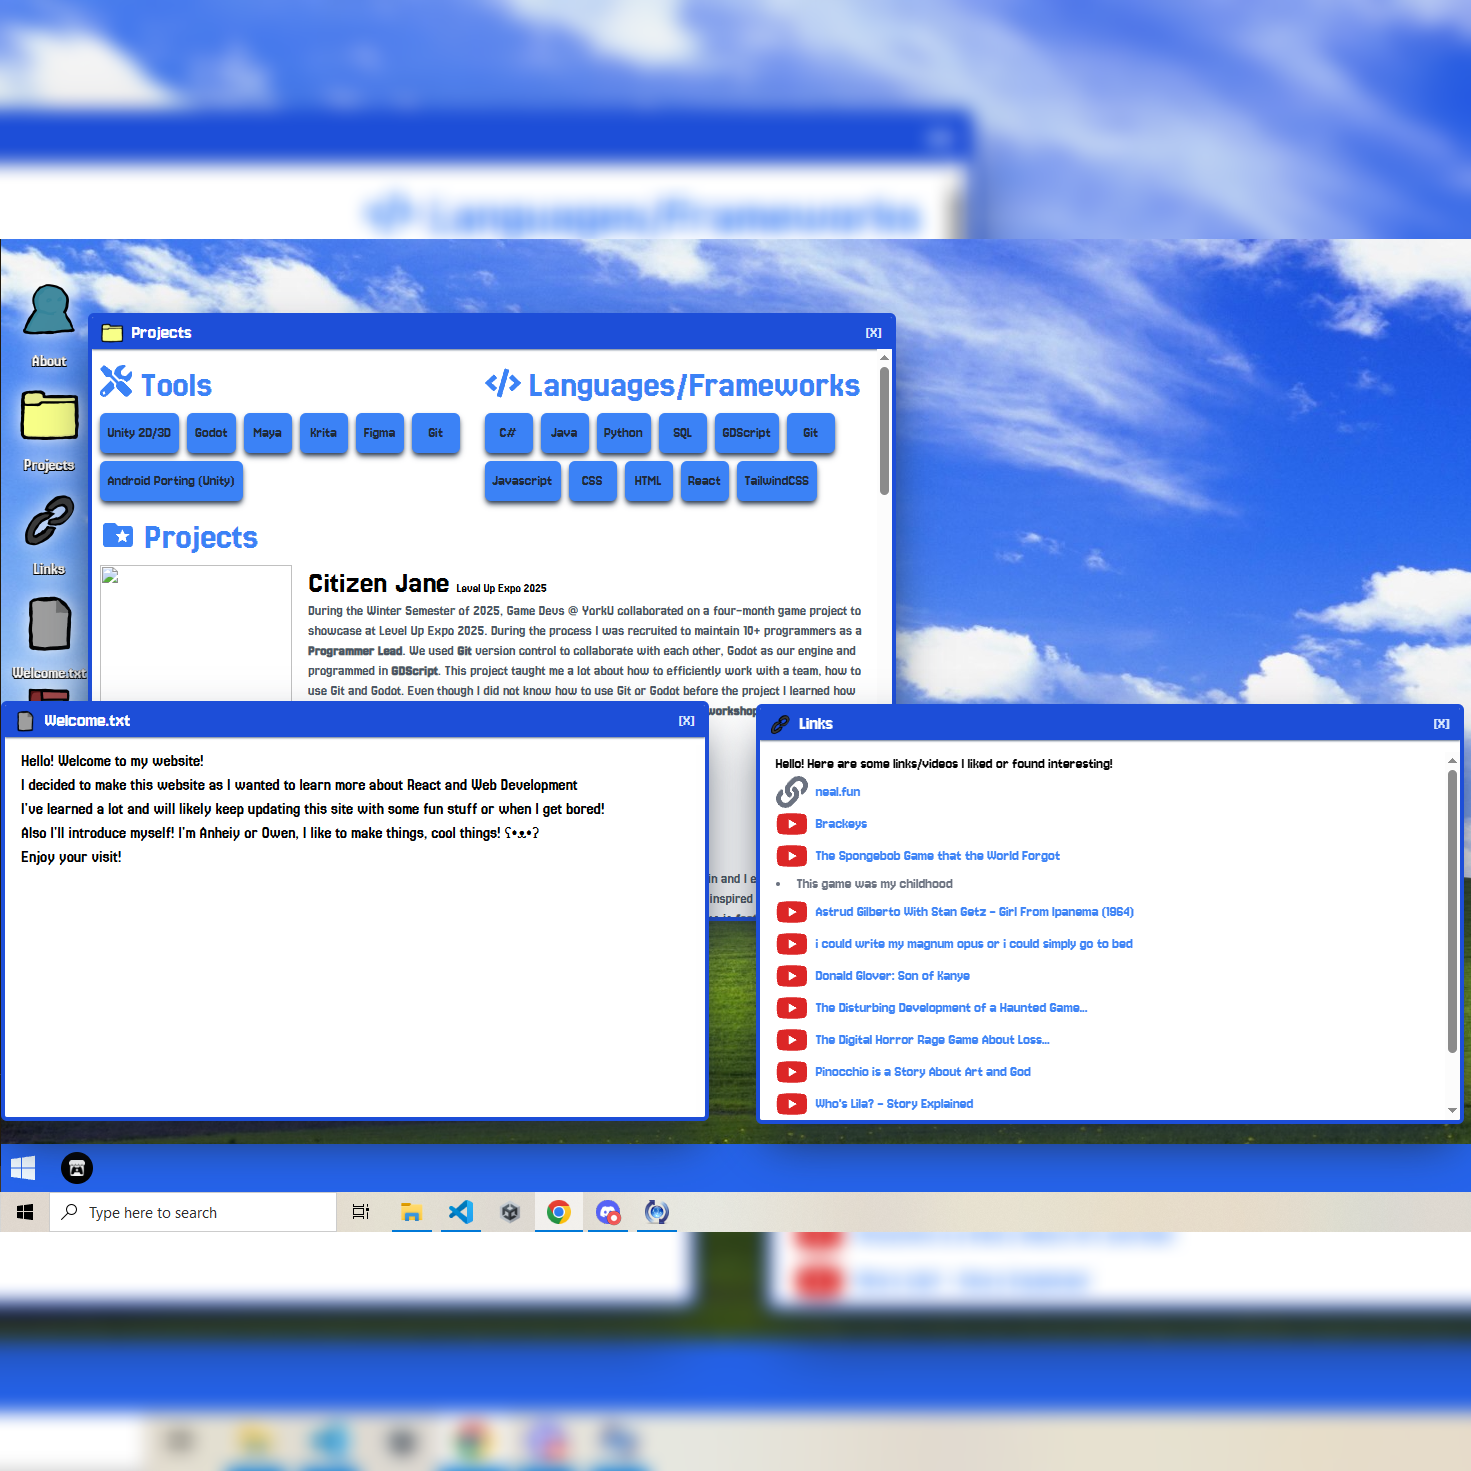 Languages/Frameworks
About
Projects
Links
Welcome.txt
Projects
[X]
Tools
Unity 2D/3D
Godot
Maya
Krita
Figma
Git
Android Porting (Unity)
Languages/Frameworks
C#
Java
Python
SQL
GDScript
Git
Javascript
CSS
HTML
React
TailwindCSS
Projects
Citizen Jane Level Up Expo 2025
During the Winter Semester of 2025, Game Devs @ YorkU collaborated on a four-month game project to
showcase at Level Up Expo 2025. During the process I was recruited to maintain 10+ programmers as a
Programmer Lead. We used Git version control to collaborate with each other, Godot as our engine and
programmed in GDScript. This project taught me a lot about how to efficiently work with a team, how to
use Git and Godot. Even though I did not know how to use Git or Godot before the project I learned how
workshop
in and I e
inspired
Welcome.txt
[X]
Hello! Welcome to my website!
I decided to make this website as I wanted to learn more about React and Web Development
I've learned a lot and will likely keep updating this site with some fun stuff or when I get bored!
Also I'll introduce myself! I'm Anheiy or Owen, I like to make things, cool things! ʕ•ᴥ•ʔ
Enjoy your visit!
Links
[X]
Hello! Here are some links/videos I liked or found interesting!
neal.fun
Brackeys
The Spongebob Game that the World Forgot
• This game was my childhood
Astrud Gilberto With Stan Getz - Girl From Ipanema (1964)
i could write my magnum opus or i could simply go to bed
Donald Glover: Son of Kanye
The Disturbing Development of a Haunted Game...
The Digital Horror Rage Game About Loss...
Pinocchio is a Story About Art and God
Who's Lila? - Story Explained
Type here to search